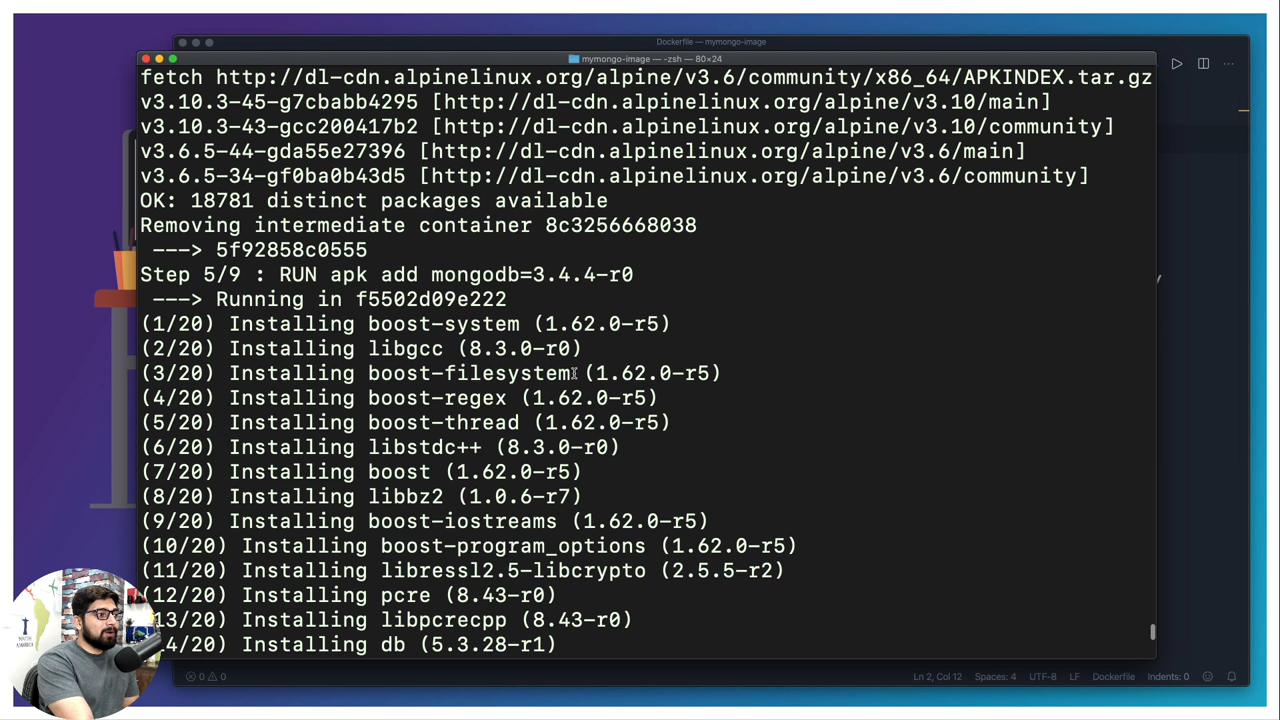 Dockerfile — mymongo-image
mymongo-image — -zsh — 80×24
fetch http://dl-cdn.alpinelinux.org/alpine/v3.6/community/x86_64/APKINDEX.tar.gz
v3.10.3-45-g7cbabb4295 [http://dl-cdn.alpinelinux.org/alpine/v3.10/main]
v3.10.3-43-gcc200417b2 [http://dl-cdn.alpinelinux.org/alpine/v3.10/community]
v3.6.5-44-gda55e27396 [http://dl-cdn.alpinelinux.org/alpine/v3.6/main]
v3.6.5-34-gf0ba0b43d5 [http://dl-cdn.alpinelinux.org/alpine/v3.6/community]
OK: 18781 distinct packages available
Removing intermediate container 8c3256668038
---> 5f92858c0555
Step 5/9 : RUN apk add mongodb=3.4.4-r0
---> Running in f5502d09e222
(1/20) Installing boost-system (1.62.0-r5)
(2/20) Installing libgcc (8.3.0-r0)
(3/20) Installing boost-filesystem (1.62.0-r5)
(4/20) Installing boost-regex (1.62.0-r5)
(5/20) Installing boost-thread (1.62.0-r5)
(6/20) Installing libstdc++ (8.3.0-r0)
(7/20) Installing boost (1.62.0-r5)
(8/20) Installing libbz2 (1.0.6-r7)
(9/20) Installing boost-iostreams (1.62.0-r5)
(10/20) Installing boost-program_options (1.62.0-r5)
(11/20) Installing libressl2.5-libcrypto (2.5.5-r2)
(12/20) Installing pcre (8.43-r0)
13/20) Installing libpcrecpp (8.43-r0)
4/20) Installing db (5.3.28-r1)
SOUTH AMERICA
0 0 Ln 2, Col 12 Spaces: 4 UTF-8 LF Dockerfile Indents: 0